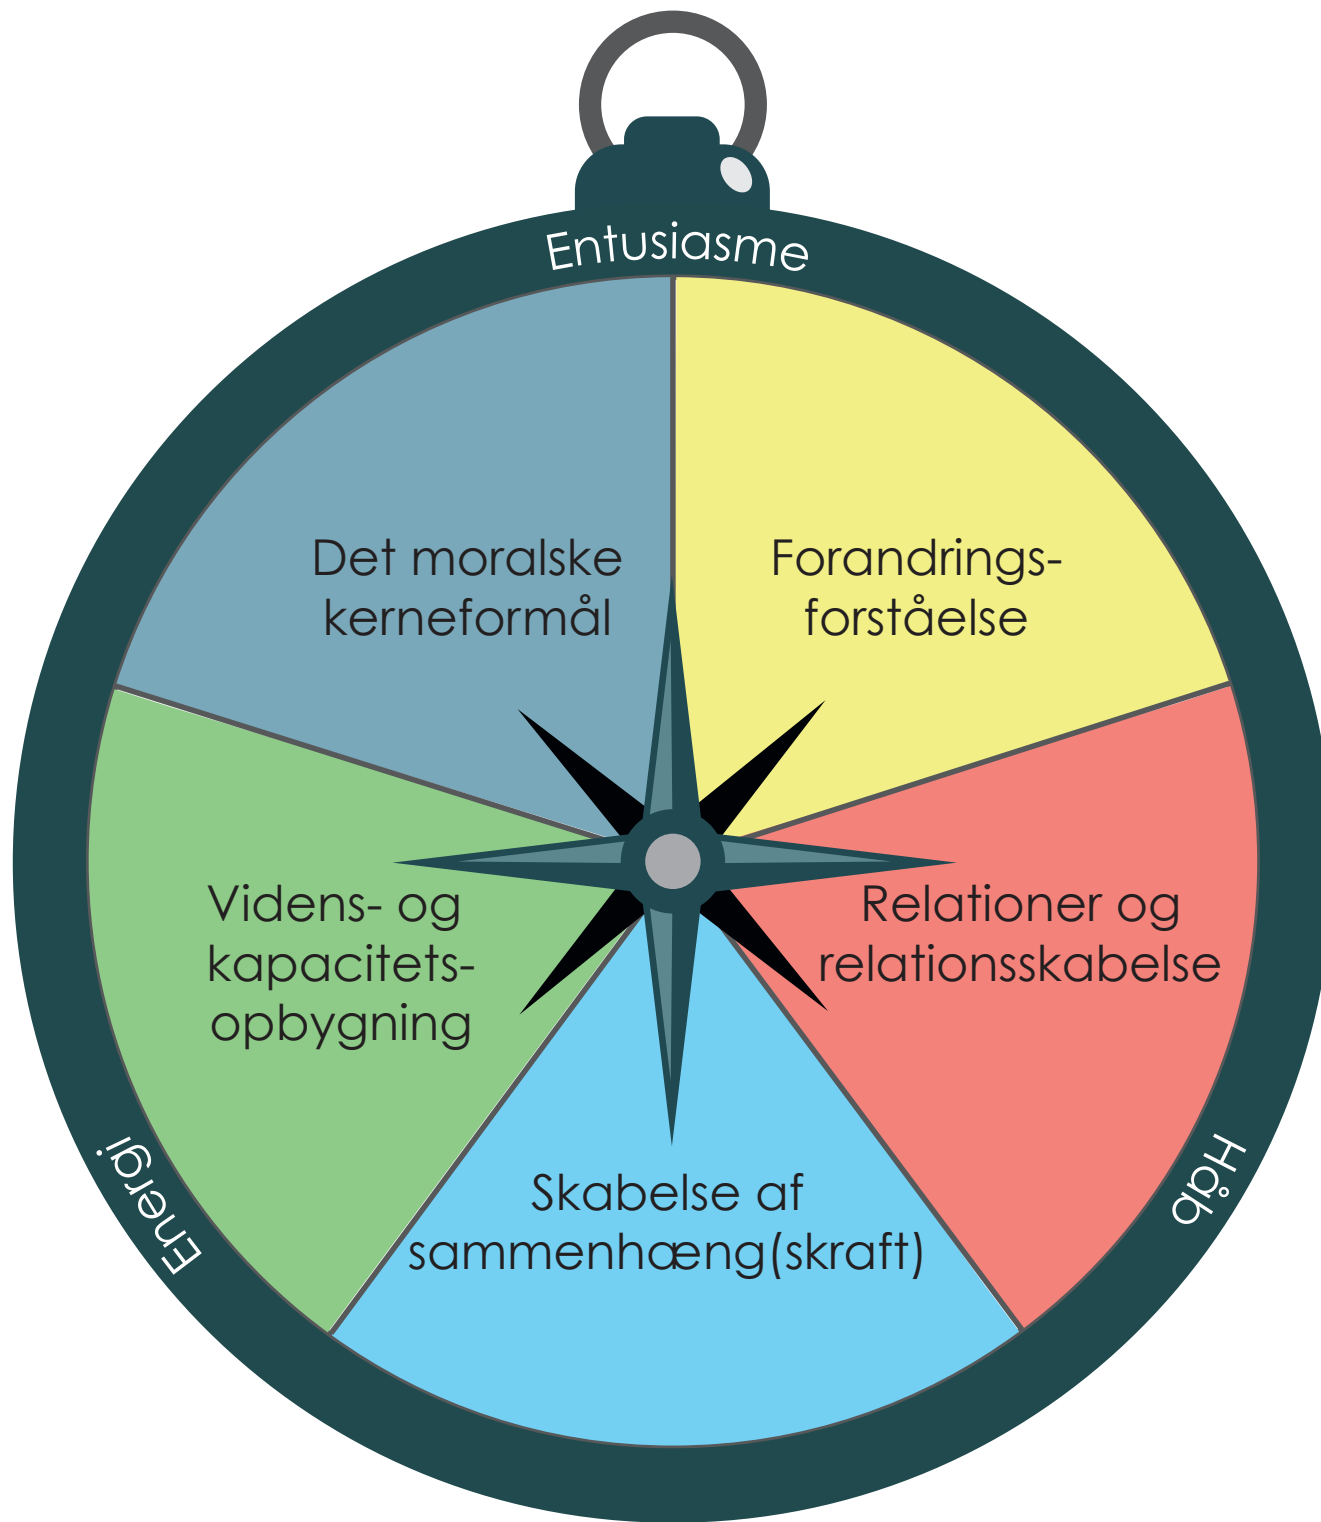 Entusiasme
Det moralske
kerneformål
Forandrings-
forståelse
Videns- og
kapacitets-
opbygning
Relationer og
relationsskabelse
Skabelse af
sammenhæng(skraft)
Energi
Håb